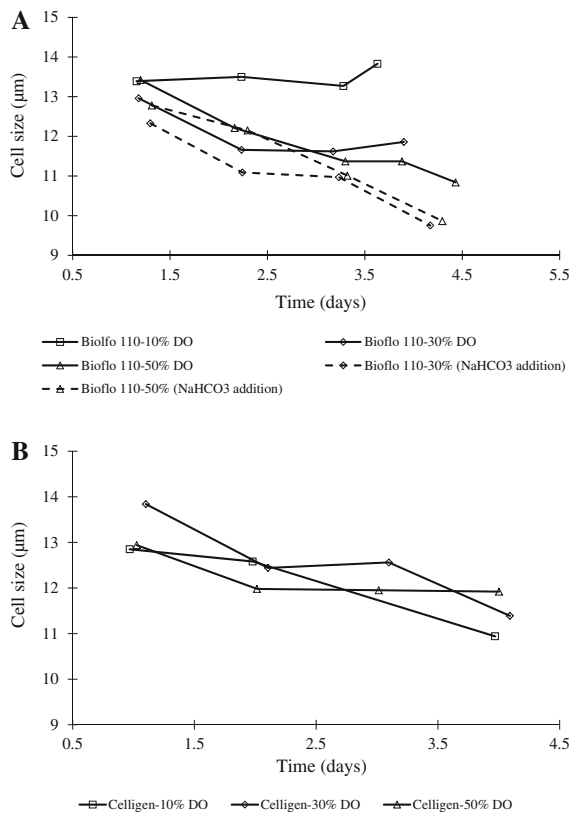 A
15
14
13
12
11
10
9
Cell size (µm)
0.5 1.5 2.5 3.5 4.5 5.5
Time (days)
Biolfo 110-10% DO Bioflo 110-30% DO
Bioflo 110-50% DO Bioflo 110-30% (NaHCO3 addition)
Bioflo 110-50% (NaHCO3 addition)
B
15
14
13
12
11
10
9
Cell size (µm)
0.5 1.5 2.5 3.5 4.5
Time (days)
Celligen-10% DO Celligen-30% DO Celligen-50% DO